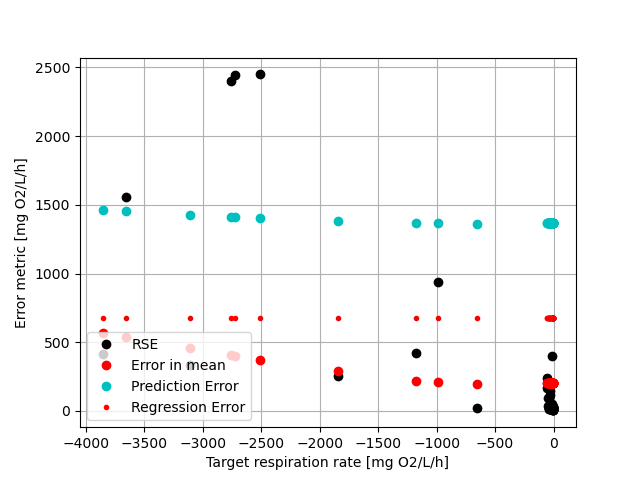 2500
2000
1500
1000
500
0
Error metric [mg O2/L/h]
RSE
Error in mean
Prediction Error
Regression Error
−4000 −3500 −3000 −2500 −2000 −1500 −1000 −500 0
Target respiration rate [mg O2/L/h]